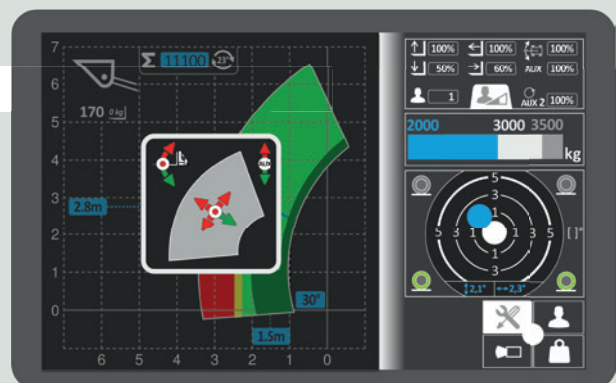 7
Σ 11100 23°
6
170 0 kg
5
4
AUX
3
2.8m
2
1
30°
0
1.5m
6 5 4 3 2 1 0
100% 100% 100%
50% 60% AUX 100%
1 AUX 2 100%
2000 3000 3500
kg
5
3
1
5 3 1 1 3 5 [ ]°
1
3
2,1° 2,3°